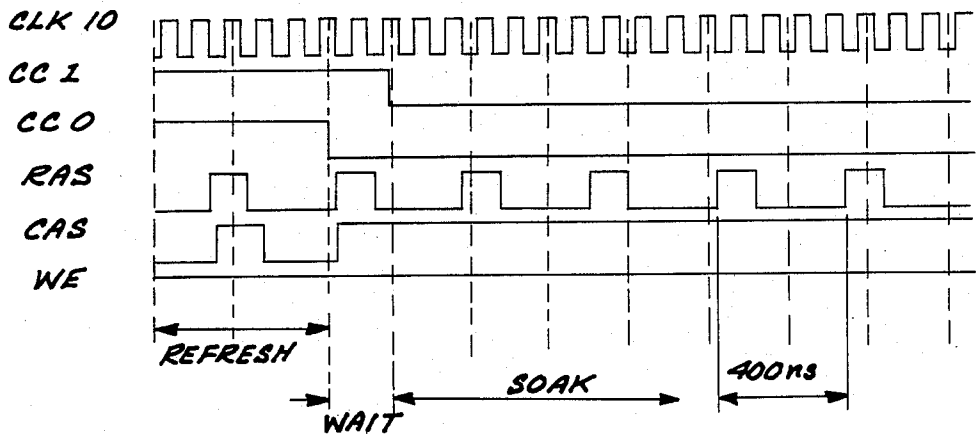 CLK 10
CC 1
CC 0
RAS
CAS
WE
REFRESH
WAIT
SOAK
400ns